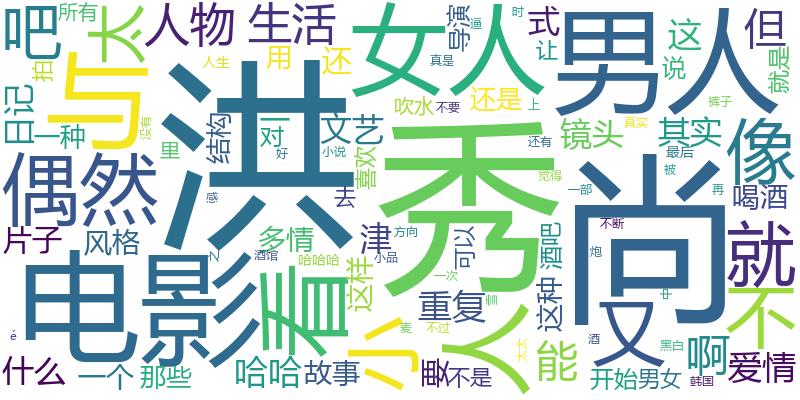 吧
所有
太
人物
生活
女人
导演
逼
时
式
让
男人
这
说
但
就是
与
拍
日记
一种
没有
里
人生
用
还
洪
结构
一对
好
文艺
小说
吹水
喜欢
去
真是
不要
还是
上
还有
镜头
裤子
真实
其实
最后
像
偶然
秀
觉得
一部
被
再
喝酒
片子
风格
感
多情
津
方向
可以
酒吧
不断
尚
就
电影
之
酒馆
哈哈哈
看
这样
小品
一次
重复
这种
炮
又
中
不
é
小
麦
不过
人
太太
酒
能
黑白
啊
什么
一个
那些
哈哈
故事
要
不是
开始
男女
韩国
爱情